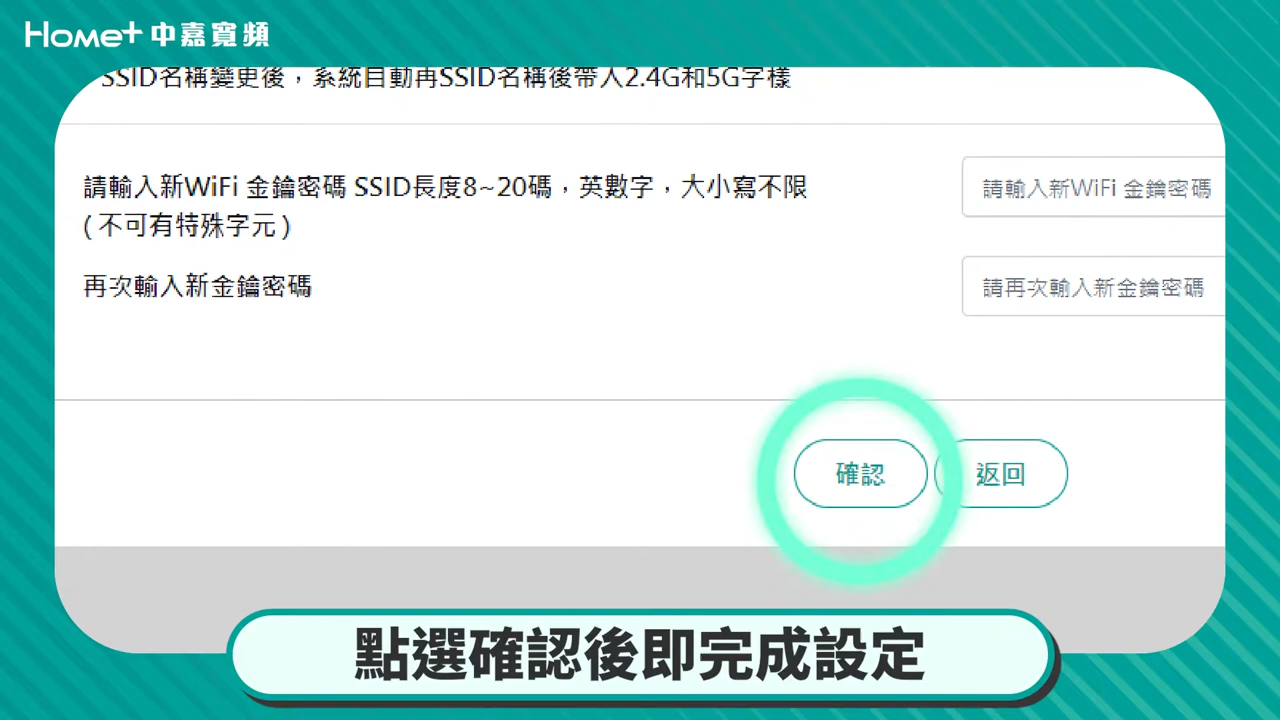 Home+中嘉寬頻
SSID名稱變更後，系統自動再SSID名稱後帶入2.4G和5G字樣
請輸入新WiFi 金鑰密碼 SSID長度8~20碼，英數字，大小寫不限
( 不可有特殊字元 )
請輸入新WiFi 金鑰密碼
再次輸入新金鑰密碼
請再次輸入新金鑰密碼
確認
返回
點選確認後即完成設定